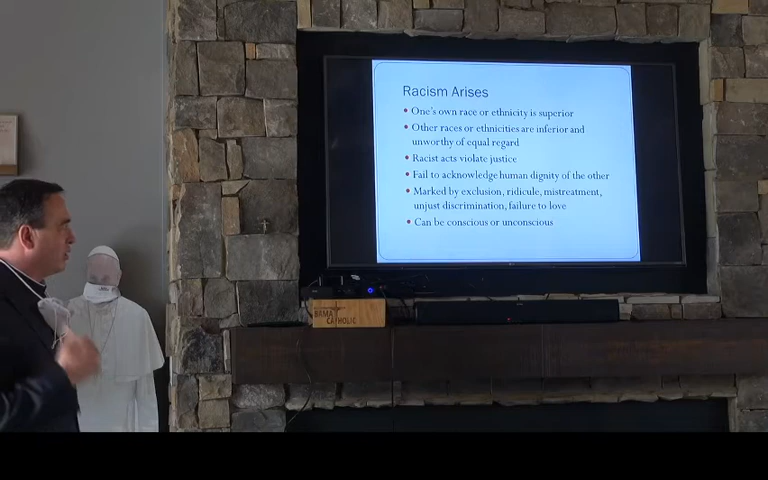 Racism Arises
• One's own race or ethnicity is superior
• Other races or ethnicities are inferior and
unworthy of equal regard
• Racist acts violate justice
• Fail to acknowledge human dignity of the other
• Marked by exclusion, ridicule, mistreatment,
unjust discrimination, failure to love
• Can be conscious or unconscious
BAMA
CATHOLIC